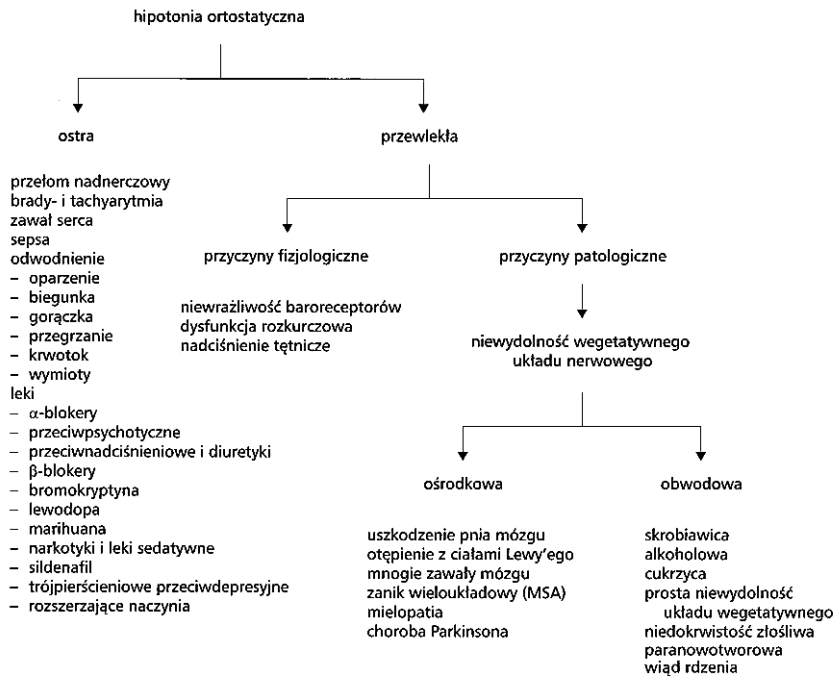 hipotonia ortostatyczna
ostra
przełom nadnerczowy
brady- i tachyarytmia
zawał serca
sepsa
odwodnienie
– oparzenie
– biegunka
– gorączka
– przegrzanie
– krwotok
– wymioty
leki
– α-blokery
– przeciwpsychotyczne
– przeciwnadciśnieniowe i diuretyki
– β-blokery
– bromokryptyna
– lewodopa
– marihuana
– narkotyki i leki sedatywne
– sildenafil
– trójpierścieniowe przeciwdepresyjne
– rozszerzające naczynia
przewlekła
przyczyny fizjologiczne
niewrażliwość baroreceptorów
dysfunkcja rozkurczowa
nadciśnienie tętnicze
przyczyny patologiczne
niewydolność wegetatywnego
układu nerwowego
ośrodkowa
uszkodzenie pnia mózgu
otępienie z ciałami Lewy'ego
mnogie zawały mózgu
zanik wieloukładowy (MSA)
mielopatia
choroba Parkinsona
obwodowa
skrobiawica
alkoholowa
cukrzyca
prosta niewydolność
układu wegetatywnego
niedokrwistość złośliwa
paranowotworowa
wiąd rdzenia